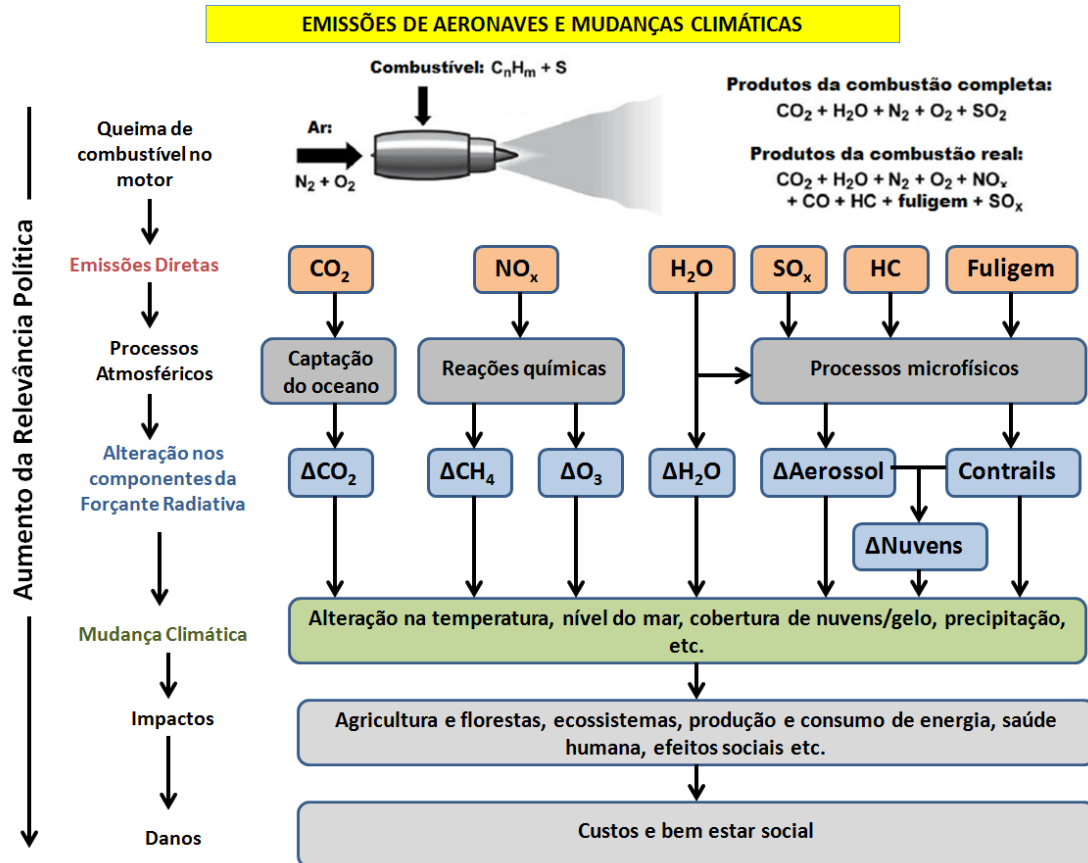 EMISSÕES DE AERONAVES E MUDANÇAS CLIMÁTICAS
Combustível: CₙHₘ + S
Ar:
N₂ + O₂
Produtos da combustão completa:
CO₂ + H₂O + N₂ + O₂ + SO₂
Produtos da combustão real:
CO₂ + H₂O + N₂ + O₂ + NOₓ
+ CO + HC + fuligem + SOₓ
Aumento da Relevância Política
Queima de
combustível no
motor
Emissões Diretas
CO₂
NOₓ
H₂O
SOₓ
HC
Fuligem
Processos
Atmosféricos
Captação
do oceano
Reações químicas
Processos microfísicos
Alteração nos
componentes da
Forçante Radiativa
ΔCO₂
ΔCH₄
ΔO₃
ΔH₂O
ΔAerossol
Contrails
ΔNuvens
Mudança Climática
Alteração na temperatura, nível do mar, cobertura de nuvens/gelo, precipitação,
etc.
Impactos
Agricultura e florestas, ecossistemas, produção e consumo de energia, saúde
humana, efeitos sociais etc.
Danos
Custos e bem estar social